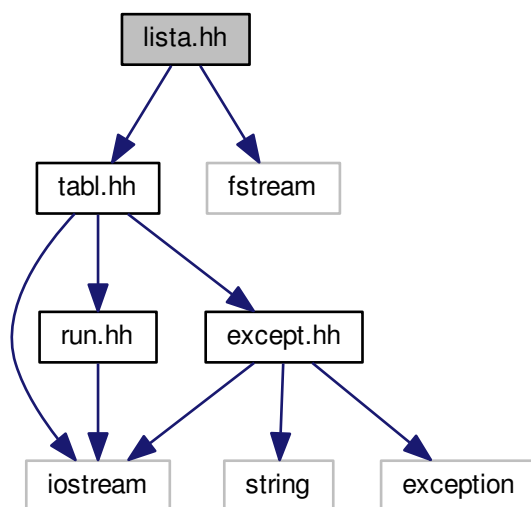 lista.hh
tabl.hh
fstream
run.hh
except.hh
iostream
string
exception